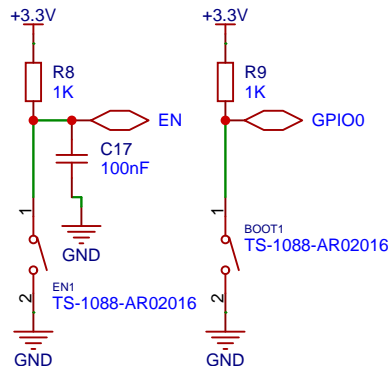 +3.3V
R8
1K
EN
C17
100nF
GND
1
2
EN1
TS-1088-AR02016
GND
+3.3V
R9
1K
GPIO0
1
2
BOOT1
TS-1088-AR02016
GND